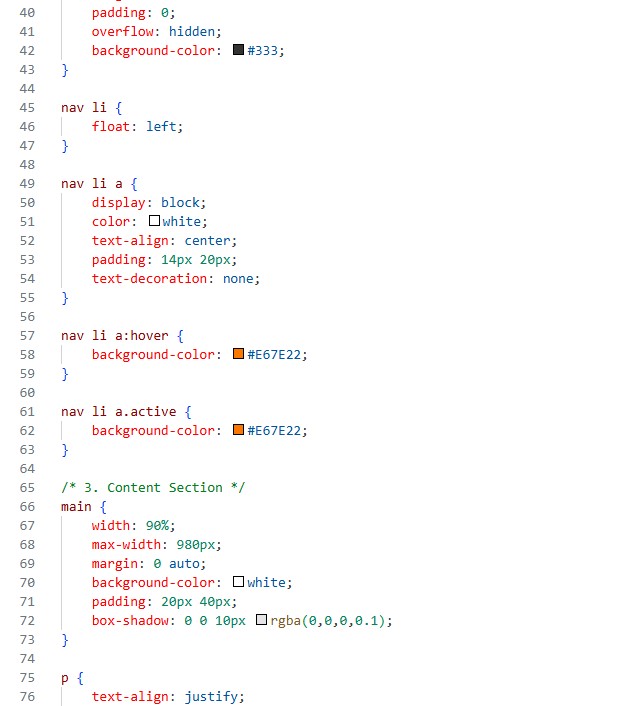 40 padding: 0;
41 overflow: hidden;
42 background-color: #333;
43 }
44
45 nav li {
46 float: left;
47 }
48
49 nav li a {
50 display: block;
51 color: white;
52 text-align: center;
53 padding: 14px 20px;
54 text-decoration: none;
55 }
56
57 nav li a:hover {
58 background-color: #E67E22;
59 }
60
61 nav li a.active {
62 background-color: #E67E22;
63 }
64
65 /* 3. Content Section */
66 main {
67 width: 90%;
68 max-width: 980px;
69 margin: 0 auto;
70 background-color: white;
71 padding: 20px 40px;
72 box-shadow: 0 0 10px rgba(0,0,0,0.1);
73 }
74
75 p {
76 text-align: justify;